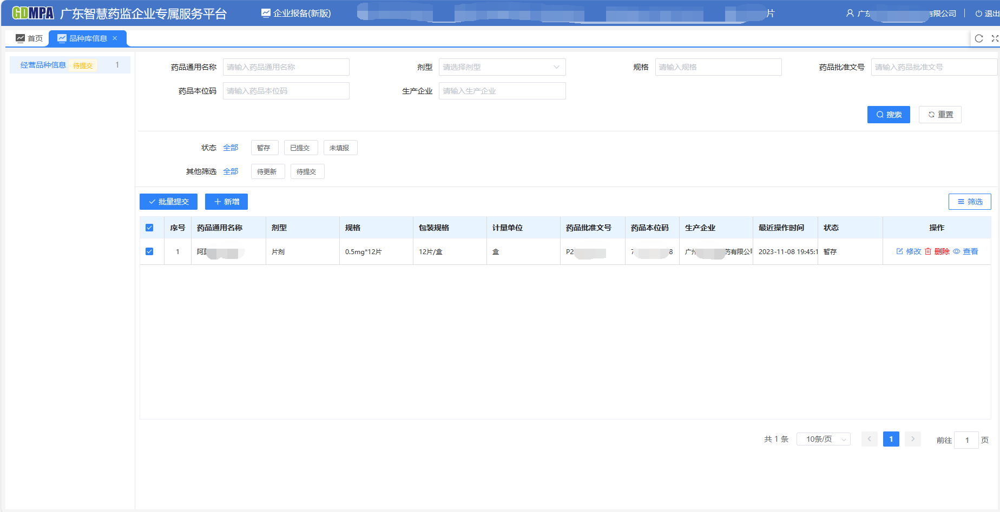 GDMPA 广东智慧药监企业专属服务平台 企业报备(新版) 片 广东 有限公司 退出
首页 品种库信息
经营品种信息 待提交 1
药品通用名称 请输入药品通用名称 剂型 请选择剂型 规格 请输入规格 药品批准文号 请输入药品批准文号
药品本位码 请输入药品本位码 生产企业 请输入生产企业
搜索 重置
状态 全部 暂存 已提交 未填报
其他筛选 全部 待更新 待提交
批量提交 新增 筛选
序号 药品通用名称 剂型 规格 包装规格 计量单位 药品批准文号 药品本位码 生产企业 最近操作时间 状态 操作
1 阿 片剂 0.5mg*12片 12片/盒 盒 P2 7 8 广州 药有限公司 2023-11-08 19:45:1 暂存 修改 删除 查看
共 1 条 10条/页 1 前往 1 页